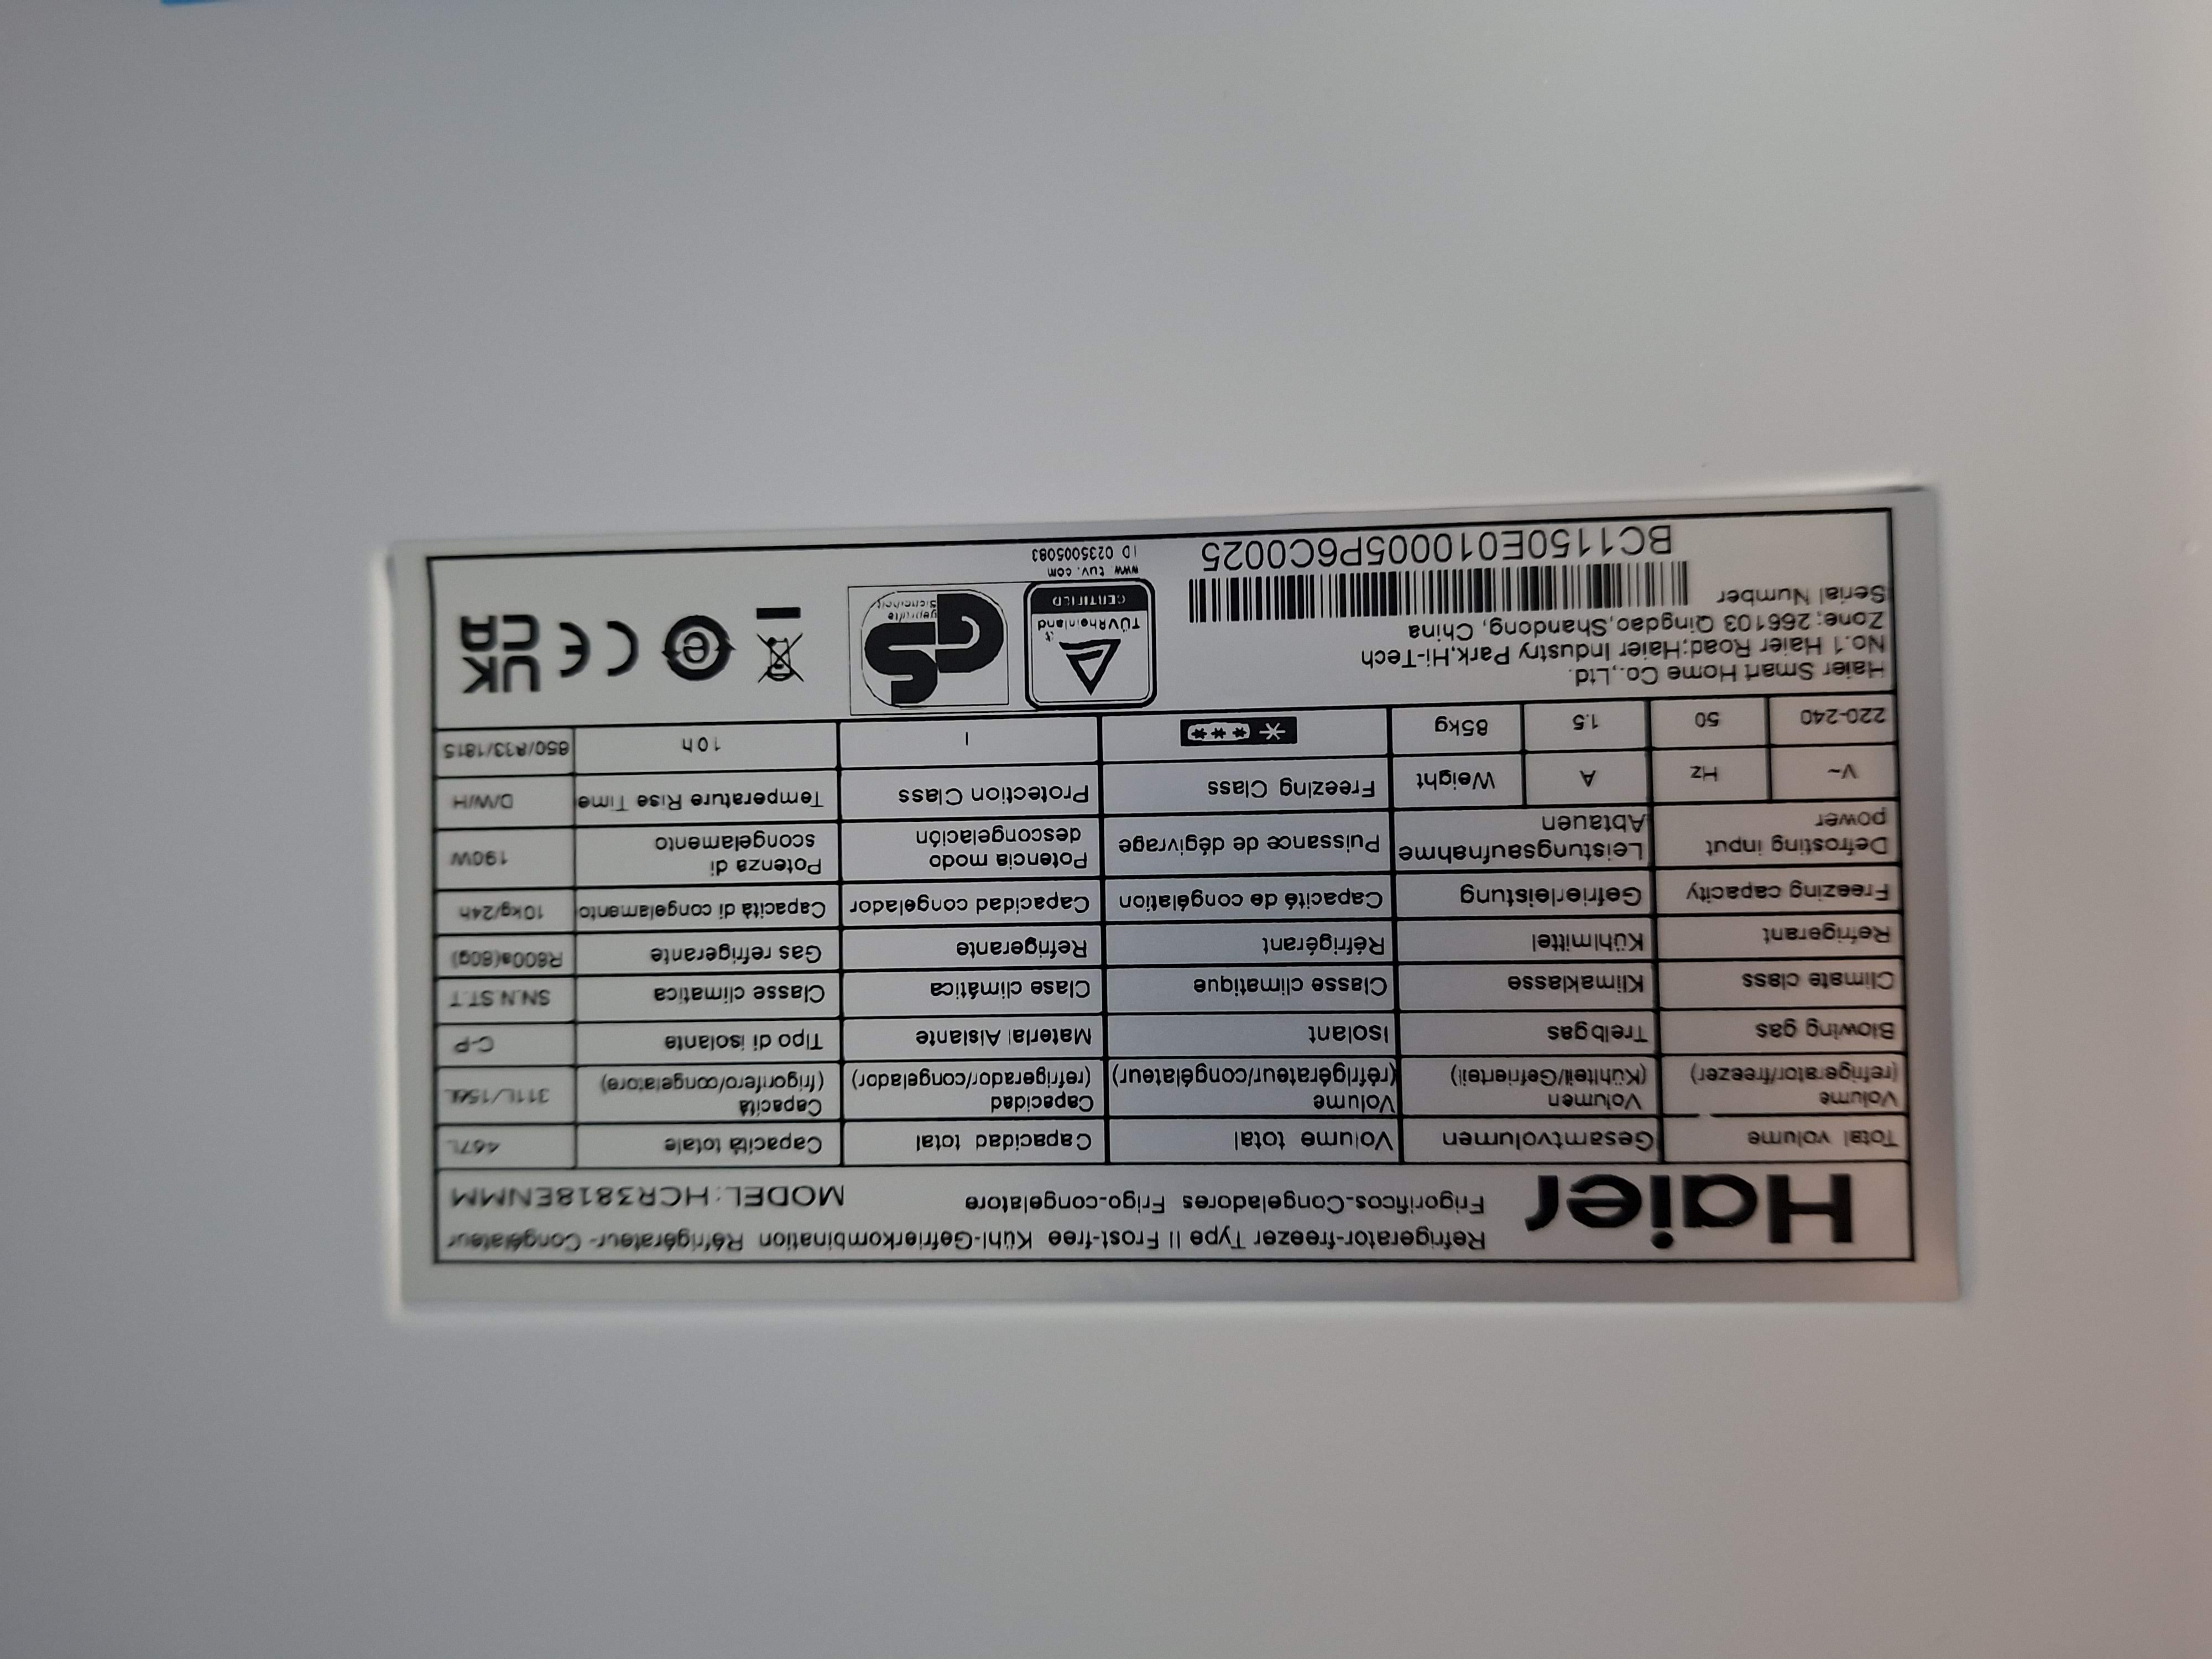 Haier
Refrigerator-freezer Type II Frost-free Kühl-Gefrierkombination Réfrigérateur- Congélateur
Frigoríficos-Congeladores Frigo-congelatore MODEL:HCR3818ENMM
Total volume Gesamtvolumen Volume total Capacidad total Capacità totale 467L
Volume (refrigerator/freezer) Volumen (Kühlteil/Gefrierteil) Volume (réfrigérateur/congélateur) Capacidad (refrigerador/congelador) Capacità (frigorifero/congelatore) 311L/156L
Blowing gas Treibgas Isolant Material Aislante Tipo di isolante C-P
Climate class Klimaklasse Classe climatique Clase climática Classe climatica SN.N.ST.T
Refrigerant Kühlmittel Réfrigérant Refrigerante Gas refrigerante R600a(80g)
Freezing capacity Gefrierleistung Capacité de congélation Capacidad congelador Capacità di congelamento 10kg/24h
Defrosting input power Leistungsaufnahme Abtauen Puissance de dégivrage Potencia modo descongelación Potenza di scongelamento 190W
V~ Hz A Weight Freezing Class Protection Class Temperature Rise Time D/W/H
220-240 50 1.5 85kg I 10h 850/833/1815
Haier Smart Home Co.,Ltd.
No.1 Haier Road;Haier Industry Park,Hi-Tech
Zone; 266103 Qingdao,Shandong, China
Serial Number
BC1150E010005P6C0025
TÜVRheinland
CERTIFIED
www.tuv.com
ID 0235005083
GS
geprüfte
Sicherheit
e
CE
UK
CA